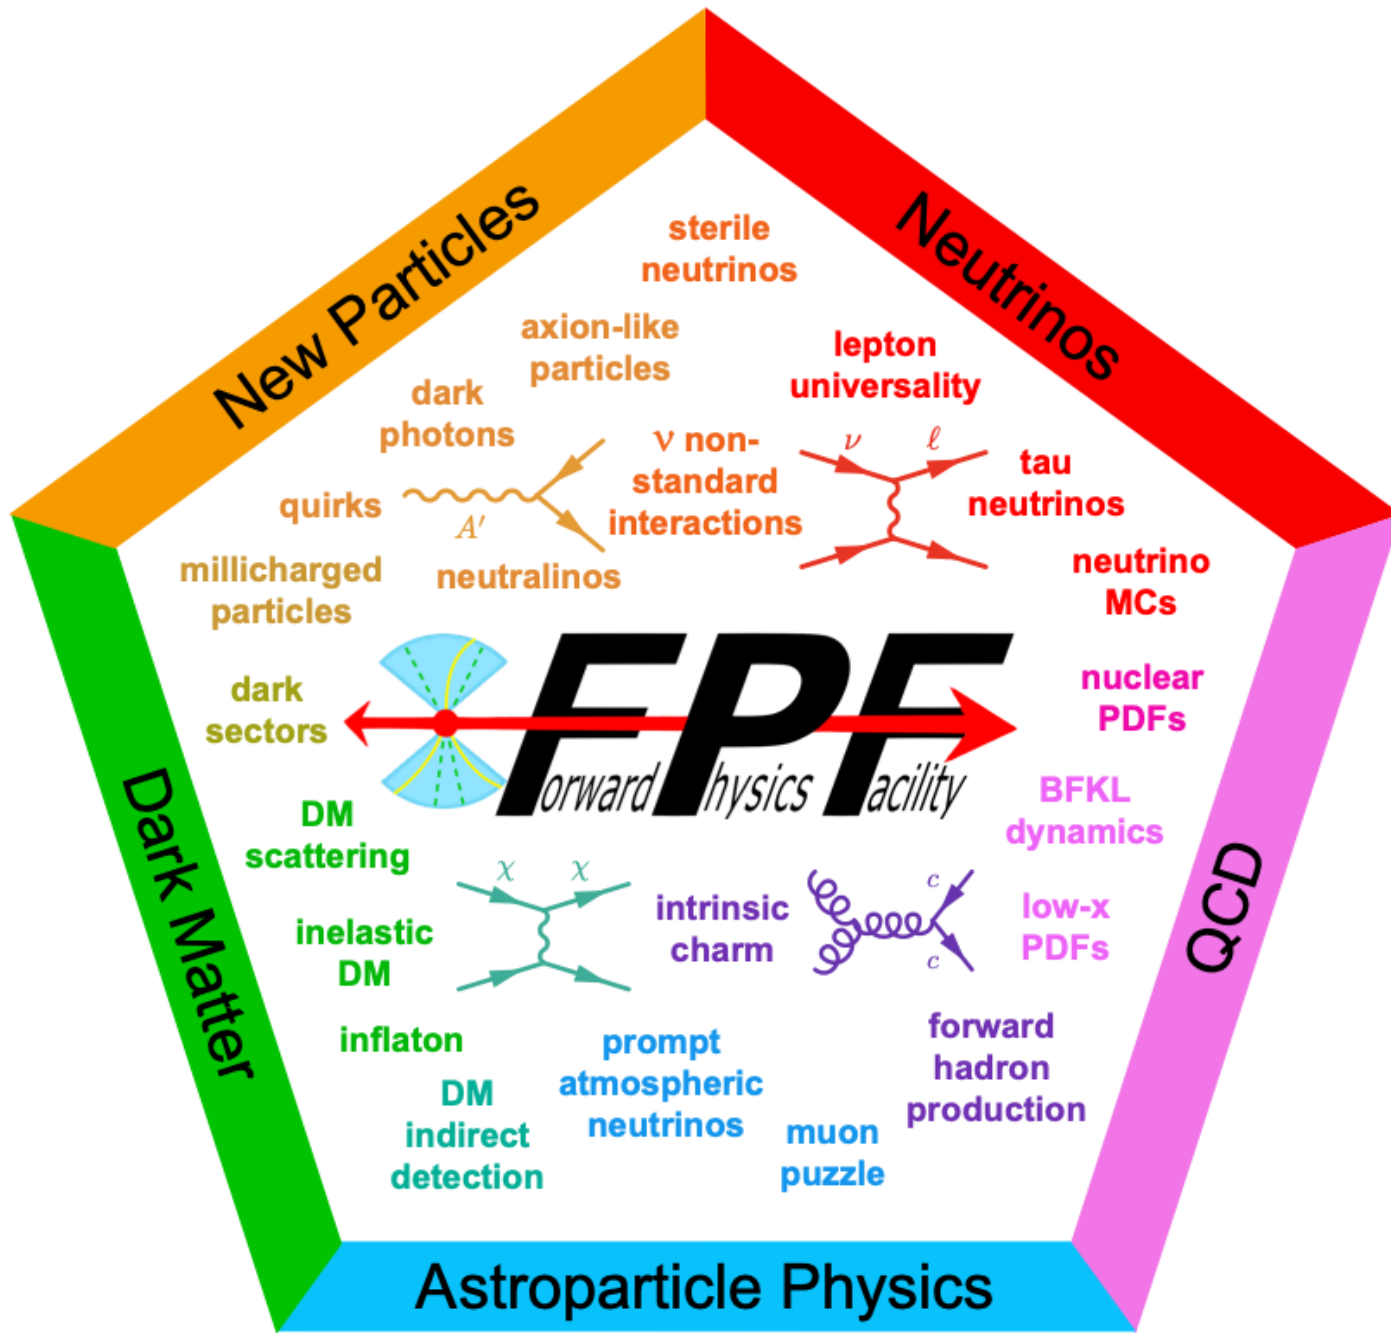 New Particles
Neutrinos
sterile
neutrinos
axion-like
particles
lepton
universality
dark
photons
ν non-
standard
interactions
ν
ℓ
tau
neutrinos
quirks
A′
neutralinos
millicharged
particles
neutrino
MCs
dark
sectors
Forward Physics Facility
nuclear
PDFs
DM
scattering
BFKL
dynamics
χ
χ
inelastic
DM
intrinsic
charm
c
c
low-x
PDFs
Dark Matter
QCD
inflaton
prompt
atmospheric
neutrinos
forward
hadron
production
DM
indirect
detection
muon
puzzle
Astroparticle Physics